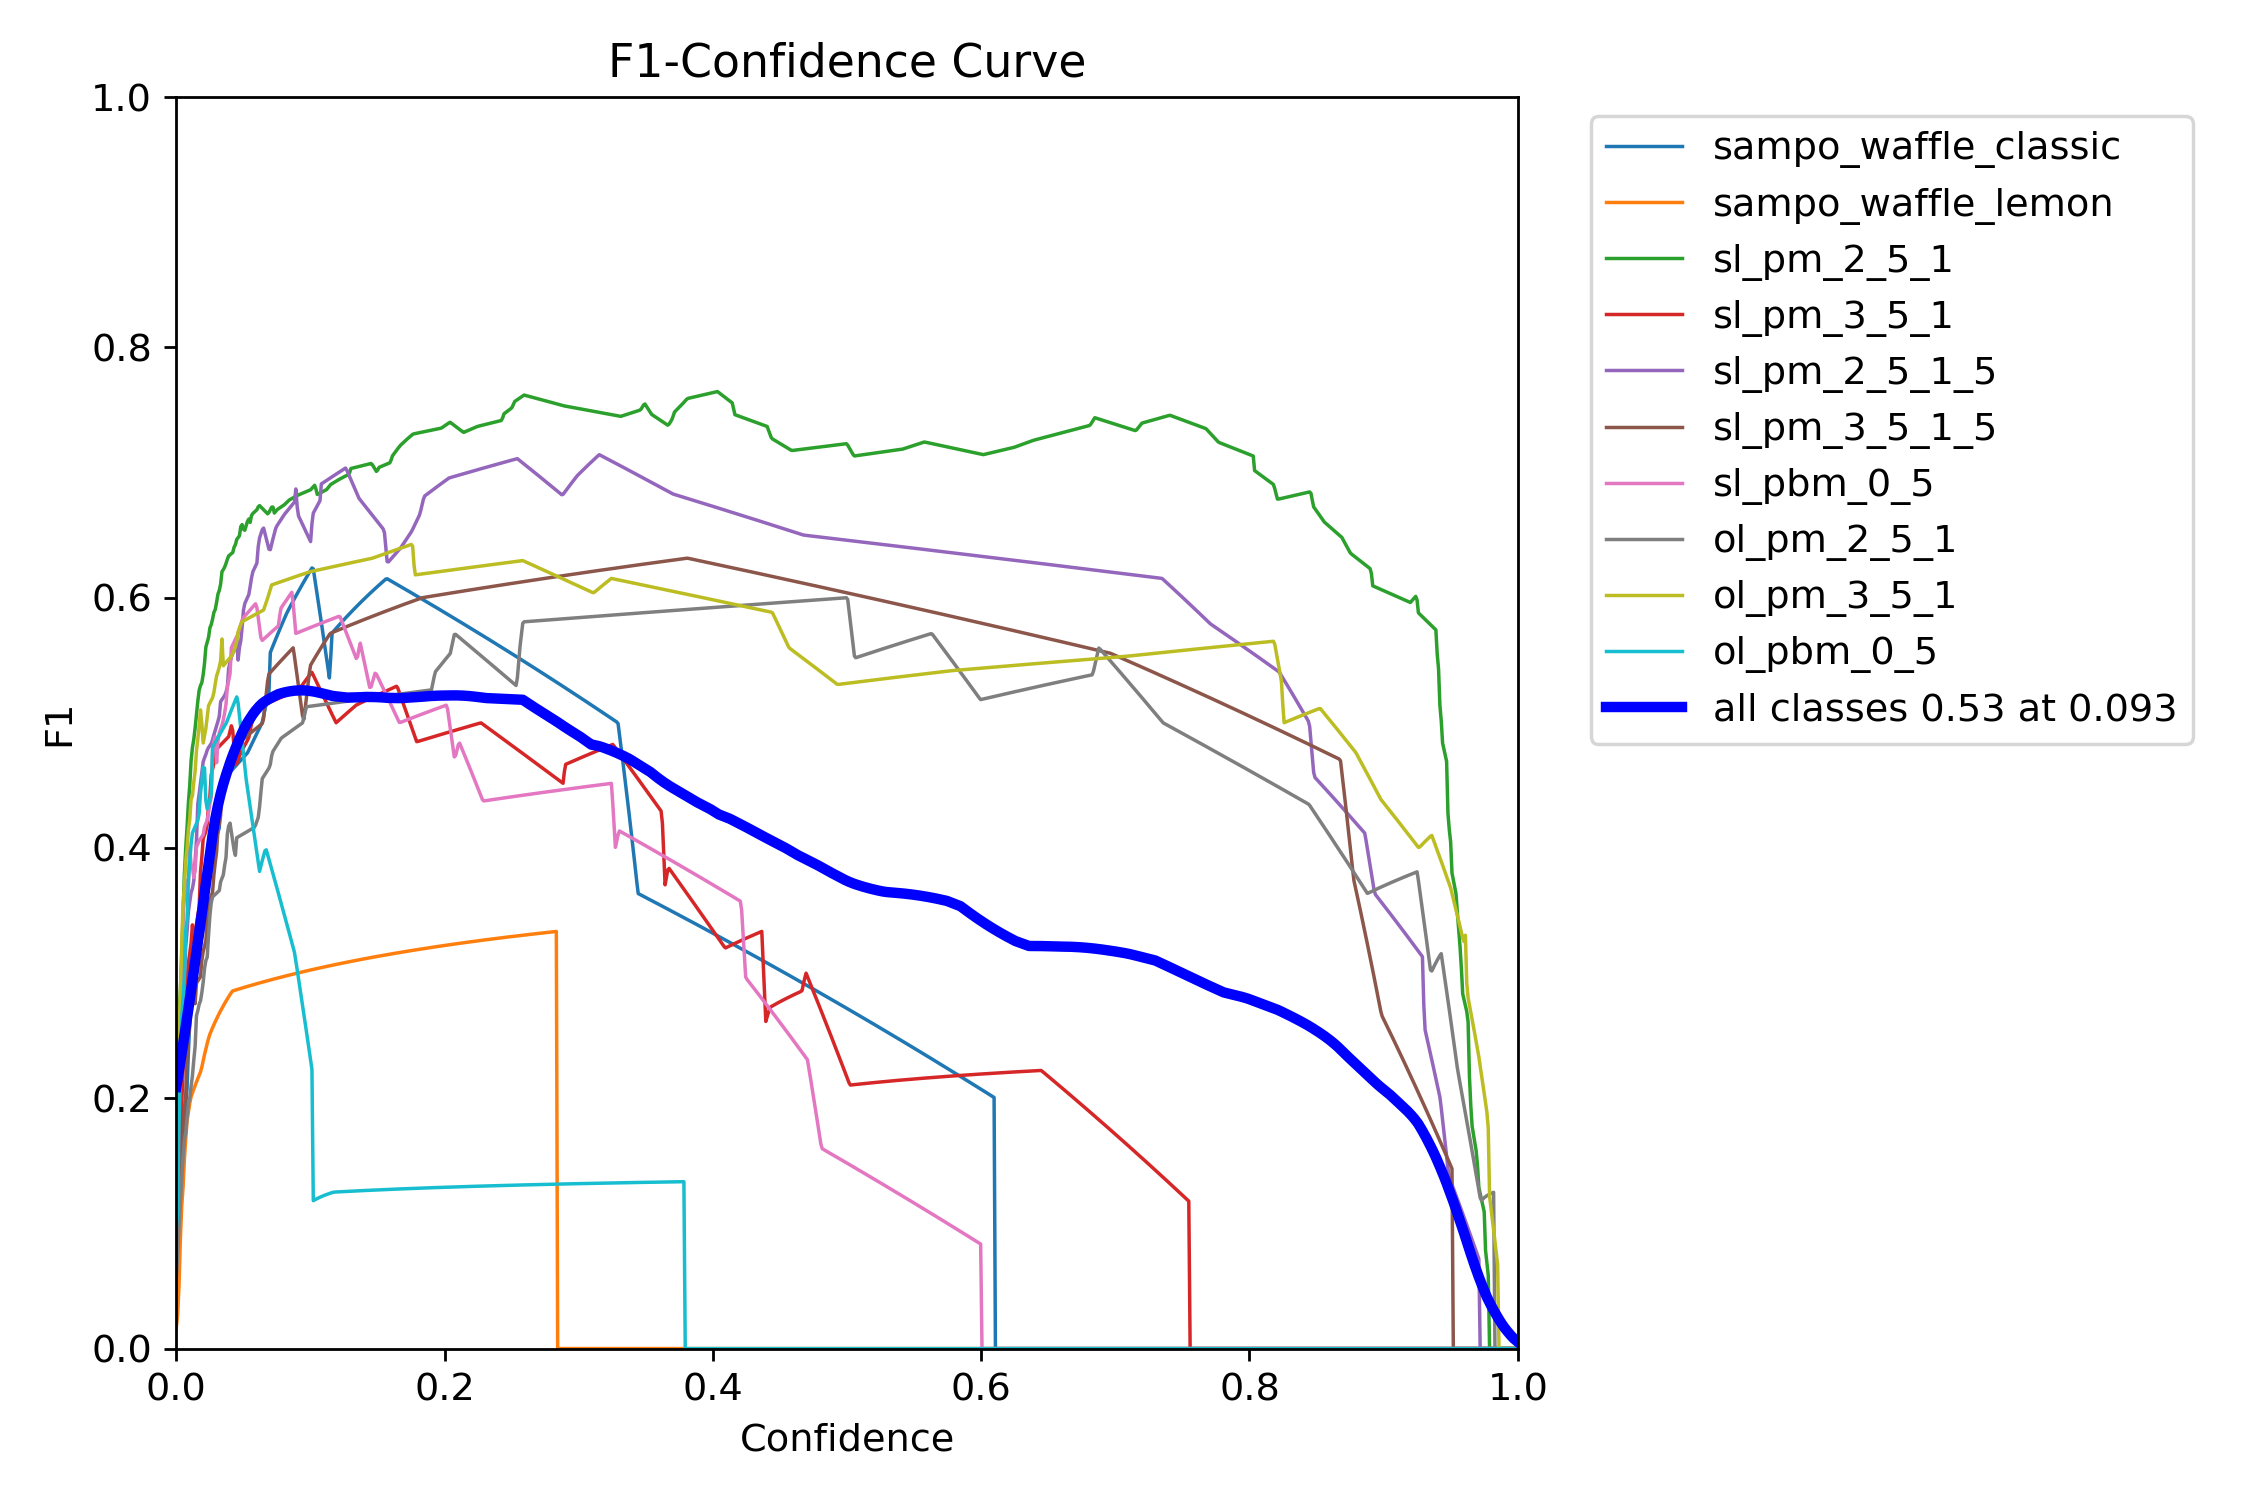 F1-Confidence Curve
1.0
0.8
0.6
0.4
0.2
0.0
F1
0.0 0.2 0.4 0.6 0.8 1.0
Confidence
sampo_waffle_classic
sampo_waffle_lemon
sl_pm_2_5_1
sl_pm_3_5_1
sl_pm_2_5_1_5
sl_pm_3_5_1_5
sl_pbm_0_5
ol_pm_2_5_1
ol_pm_3_5_1
ol_pbm_0_5
all classes 0.53 at 0.093